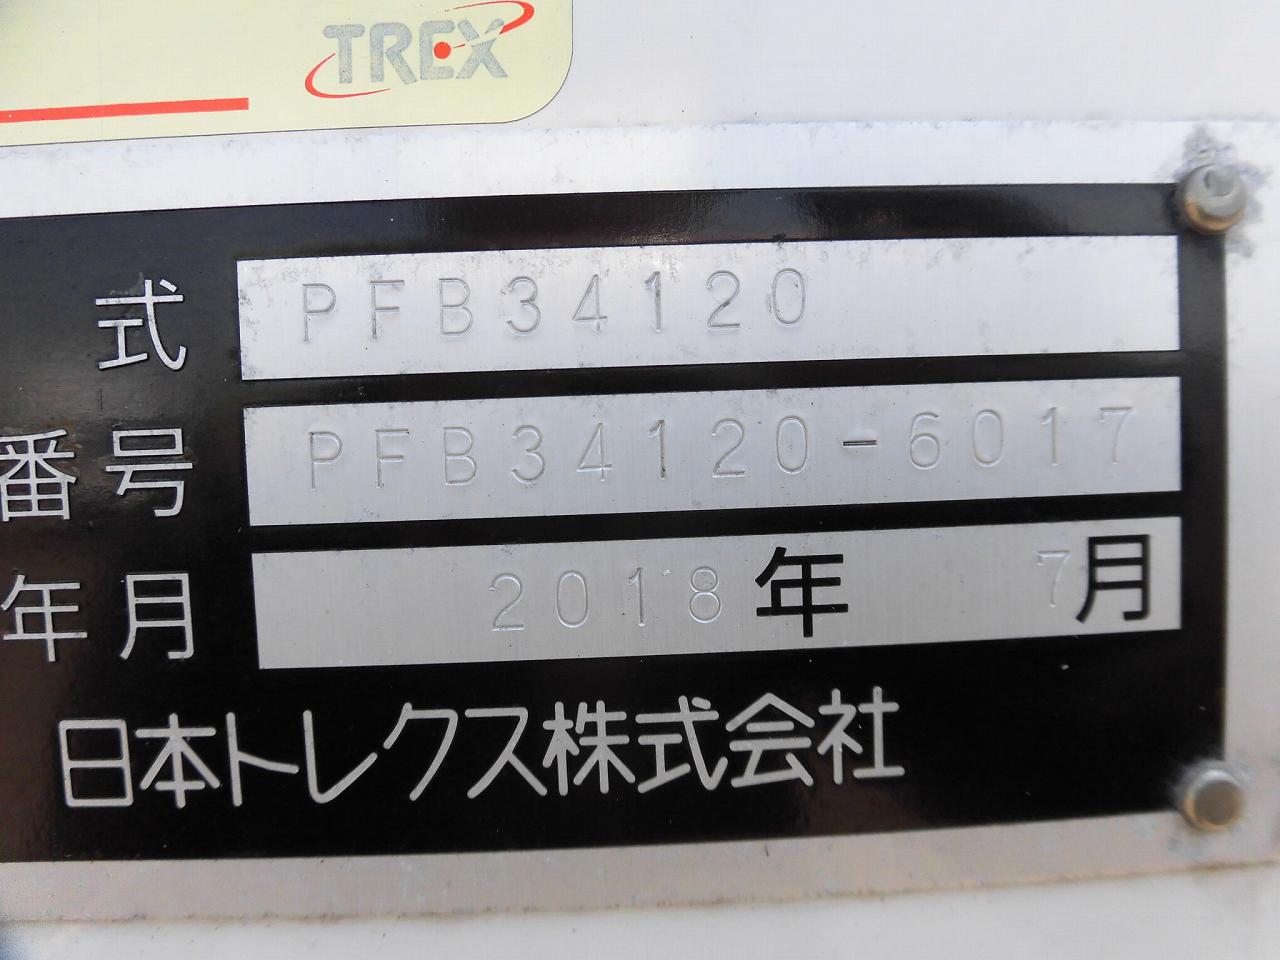 TREX
式 PFB34120
番号 PFB34120-6017
年月 2018年 7月
日本トレクス株式会社